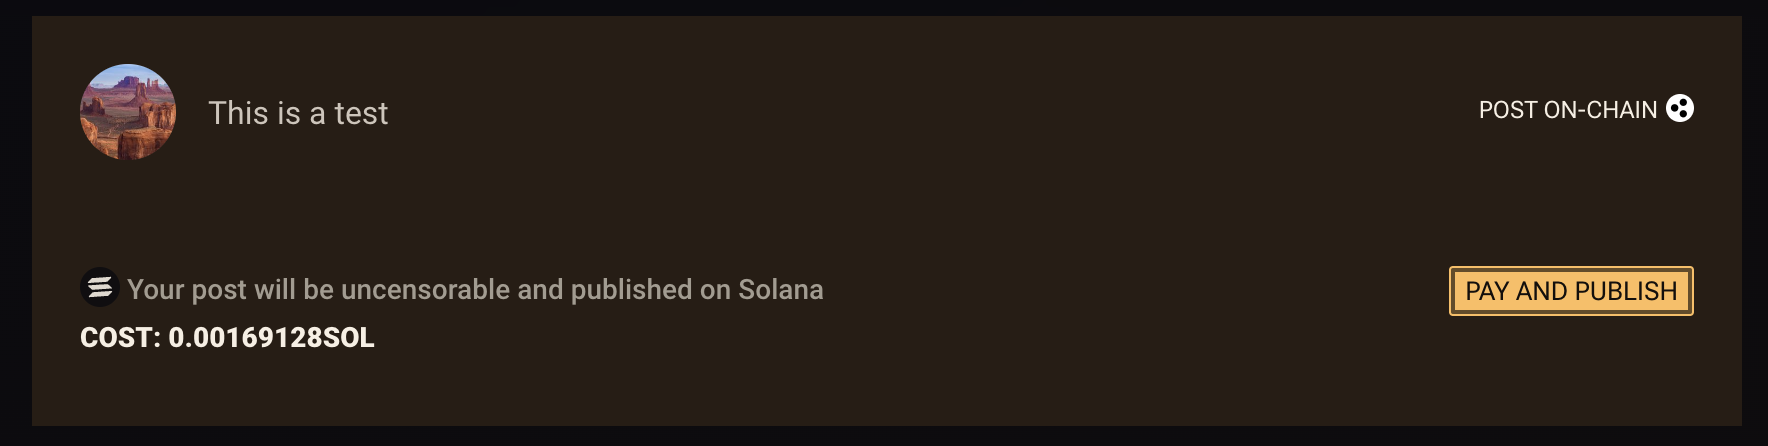 This is a test
POST ON-CHAIN
Your post will be uncensorable and published on Solana
COST: 0.00169128SOL
PAY AND PUBLISH